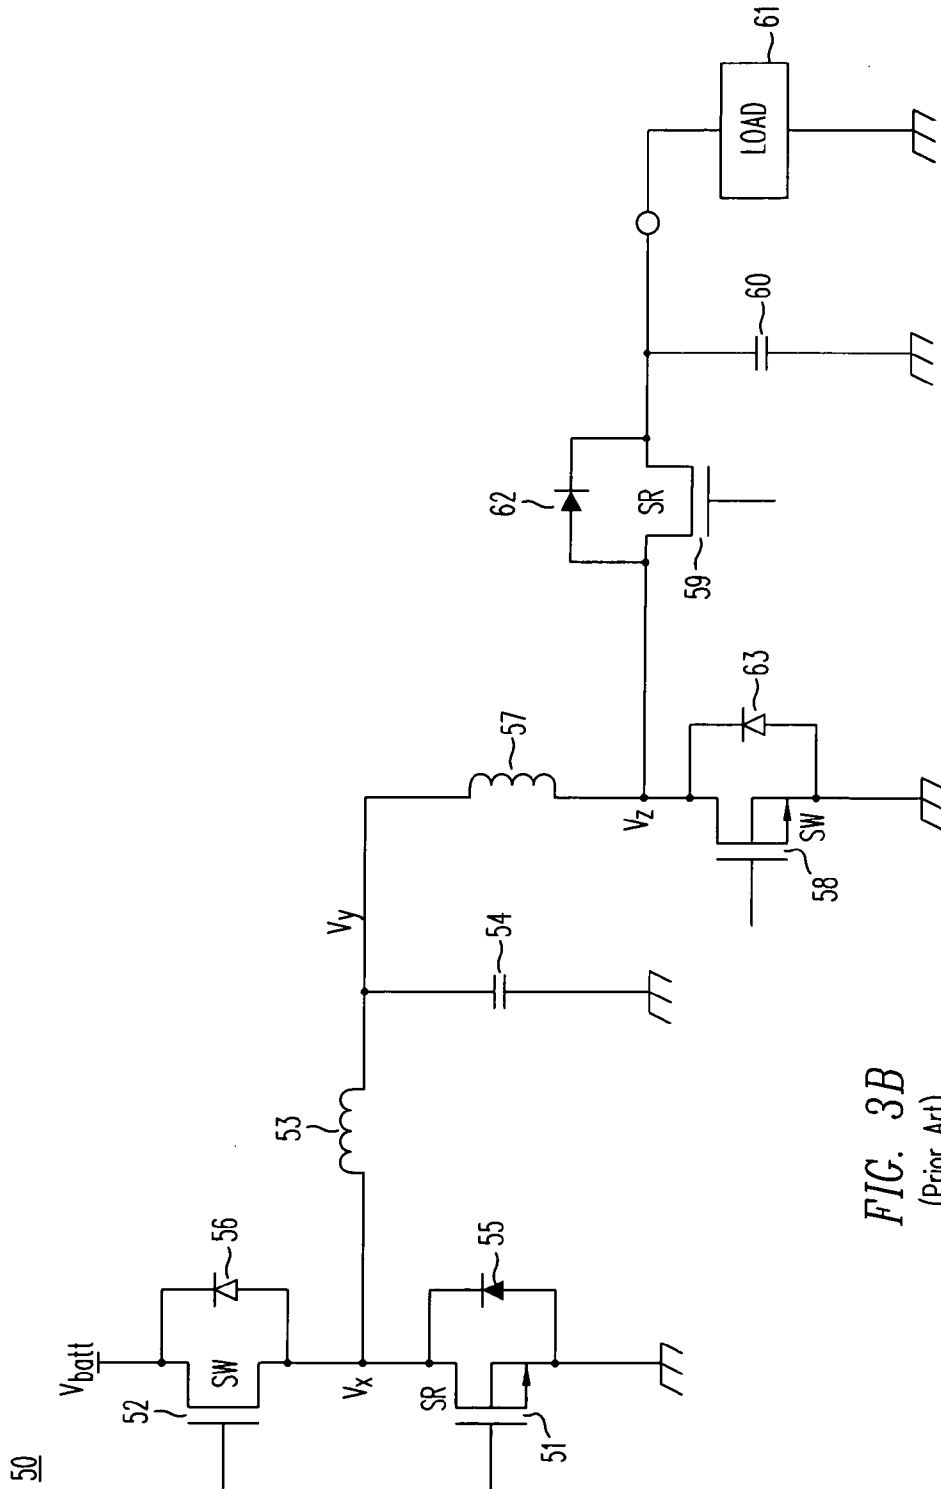 50
Vbatt
52
SW
56
Vx
SR
51
55
53
Vy
54
57
Vz
58
SW
63
59
SR
62
60
LOAD
61
FIG. 3B
(Prior Art)